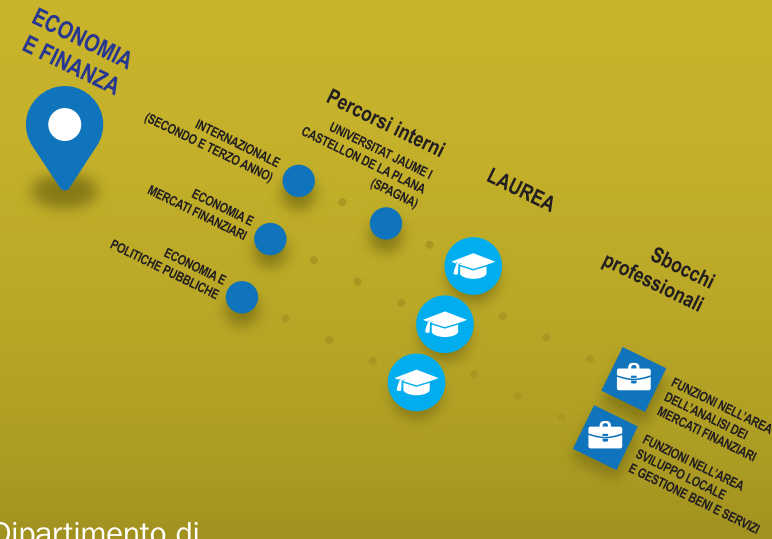 ECONOMIA
E FINANZA
INTERNAZIONALE
(SECONDO E TERZO ANNO)
ECONOMIA E
MERCATI FINANZIARI
ECONOMIA E
POLITICHE PUBBLICHE
Percorsi interni
UNIVERSITAT JAUME I
CASTELLON DE LA PLANA
(SPAGNA)
LAUREA
Sbocchi
professionali
FUNZIONI NELL'AREA
DELL'ANALISI DEI
MERCATI FINANZIARI
FUNZIONI NELL'AREA
SVILUPPO LOCALE
E GESTIONE BENI E SERVIZI
Dipartimento di